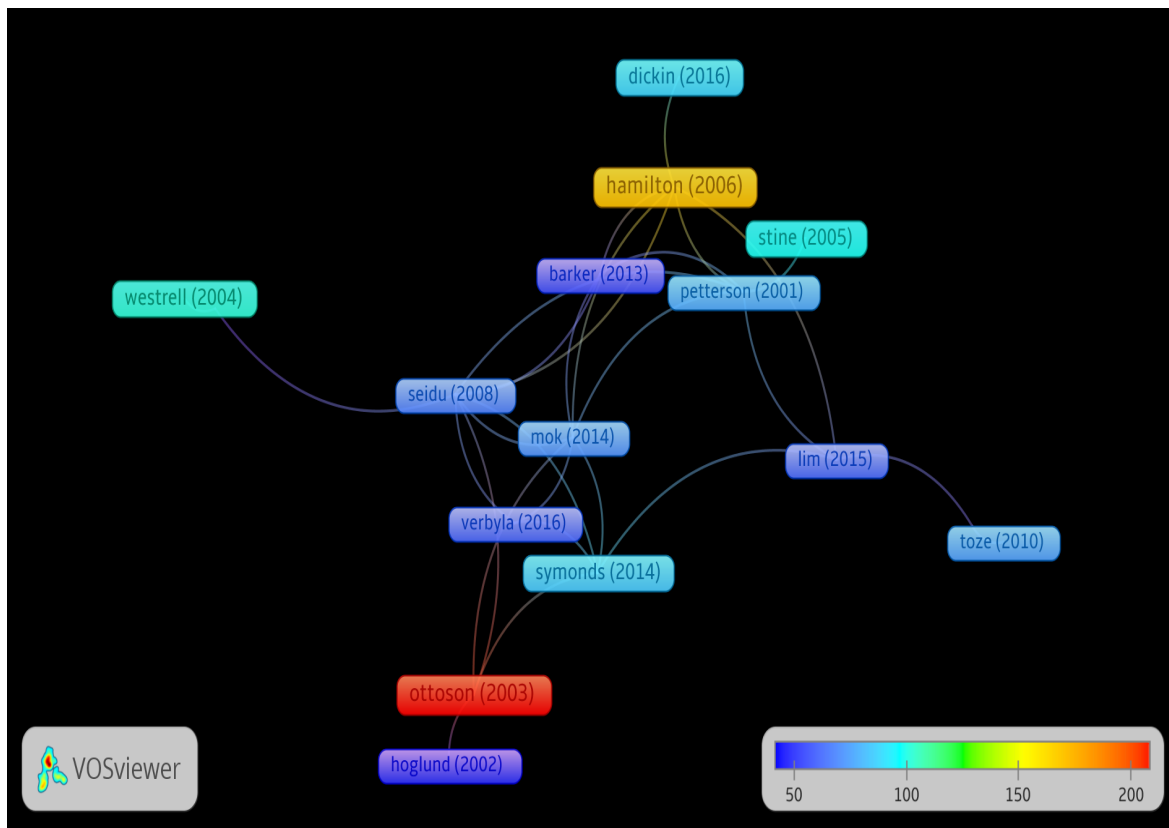 dickin (2016)
hamilton (2006)
stine (2005)
barker (2013)
petterson (2001)
westrell (2004)
seidu (2008)
mok (2014)
lim (2015)
verbyla (2016)
toze (2010)
symonds (2014)
ottoson (2003)
hoglund (2002)
VOSviewer
50 100 150 200